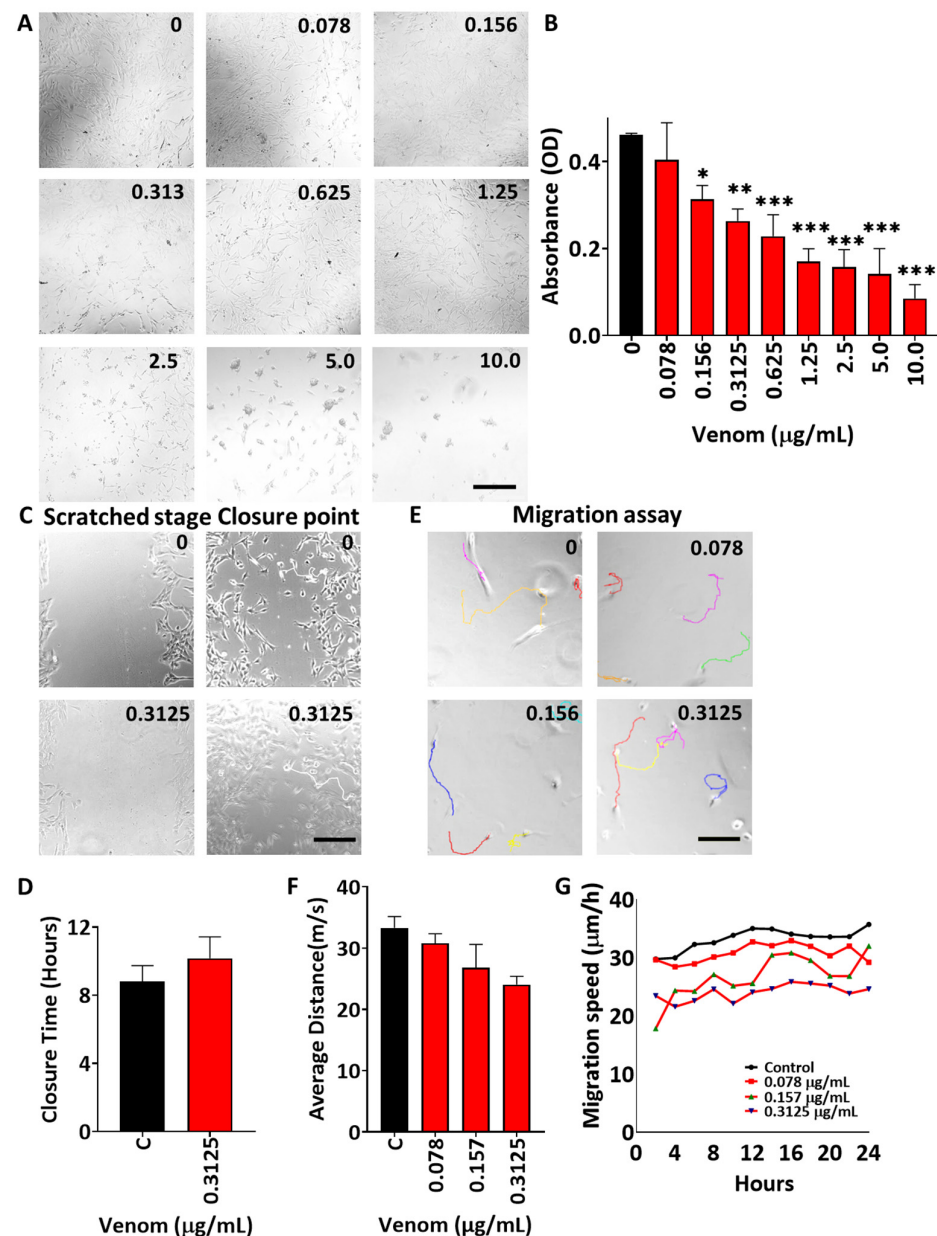 A
0
0.078
0.156
0.313
0.625
1.25
2.5
5.0
10.0
B
Absorbance (OD)
0.4
0.2
0.0
*
**
***
***
***
***
***
0
0.078
0.156
0.3125
0.625
1.25
2.5
5.0
10.0
Venom (μg/mL)
C Scratched stage Closure point
0
0
0.3125
0.3125
E Migration assay
0
0.078
0.156
0.3125
D
Closure Time (Hours)
12
8
4
0
C
0.3125
Venom (μg/mL)
F
Average Distance(m/s)
40
30
20
10
0
C
0.078
0.157
0.3125
Venom (μg/mL)
G
Migration speed (μm/h)
40
30
20
10
0
Control
0.078 μg/mL
0.157 μg/mL
0.3125 μg/mL
0 4 8 12 16 20 24
Hours